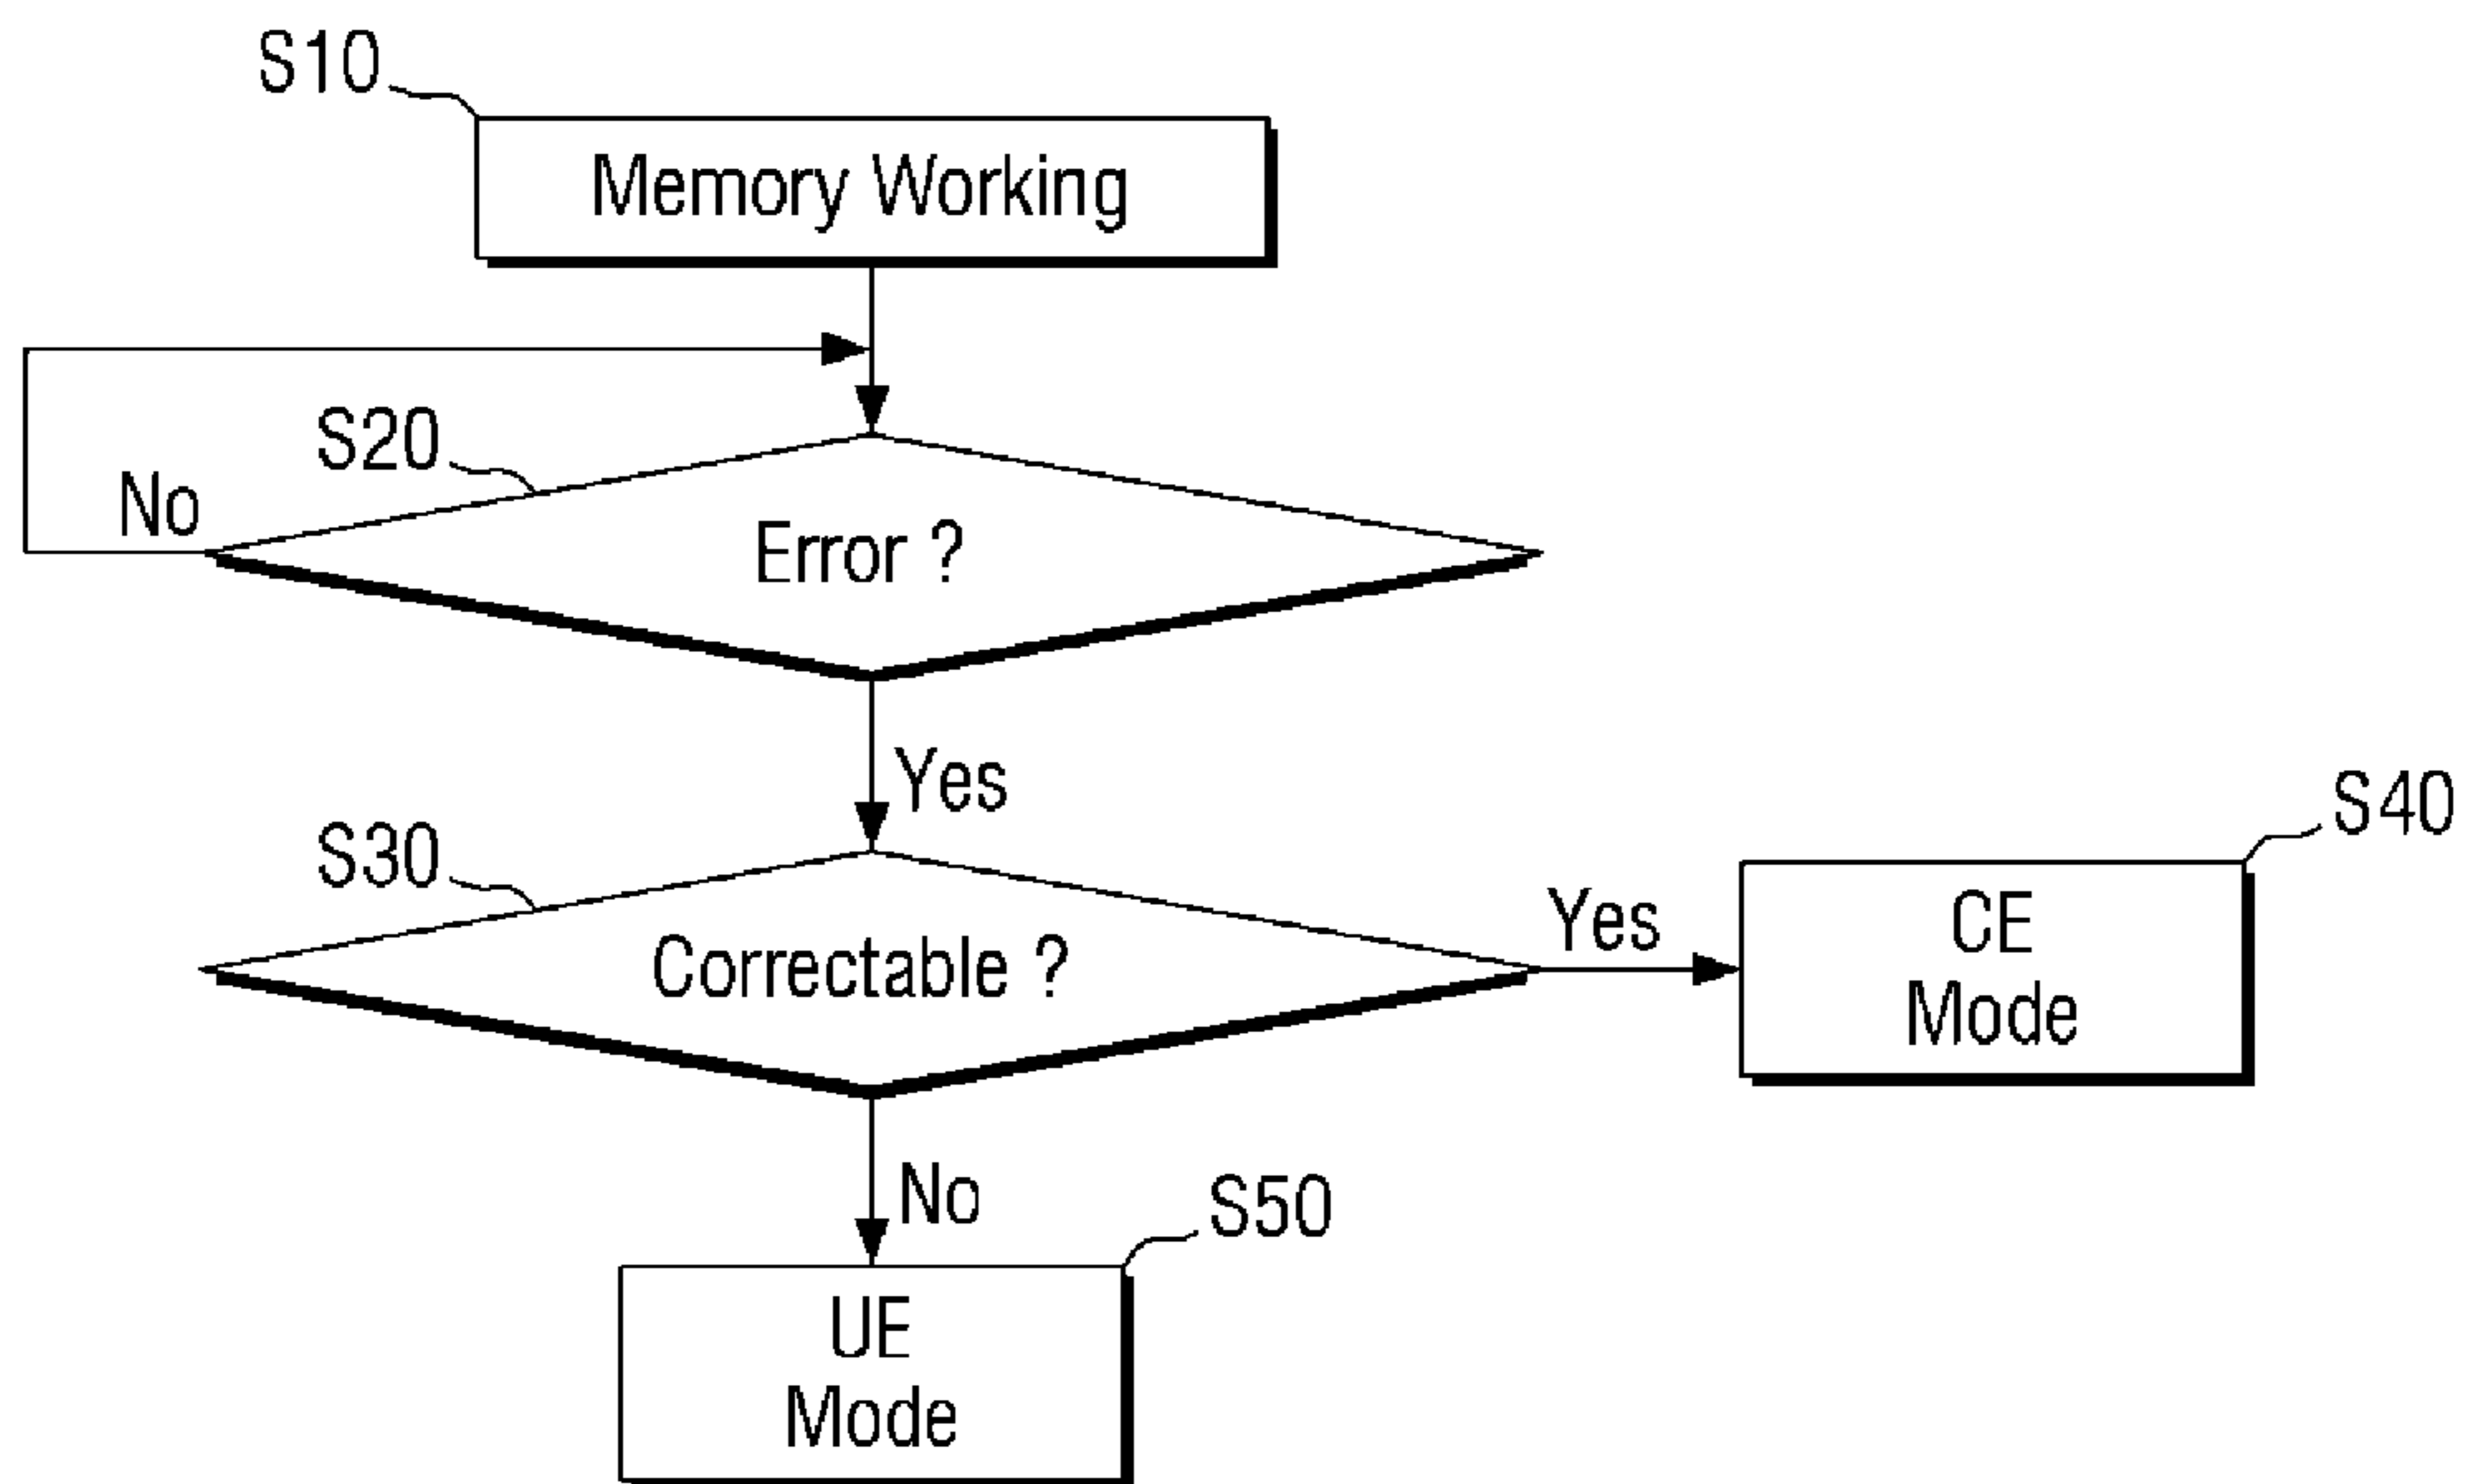 S10
Memory Working
S20
No
Error ?
Yes
S30
Correctable ?
Yes
S40
CE
Mode
No
S50
UE
Mode